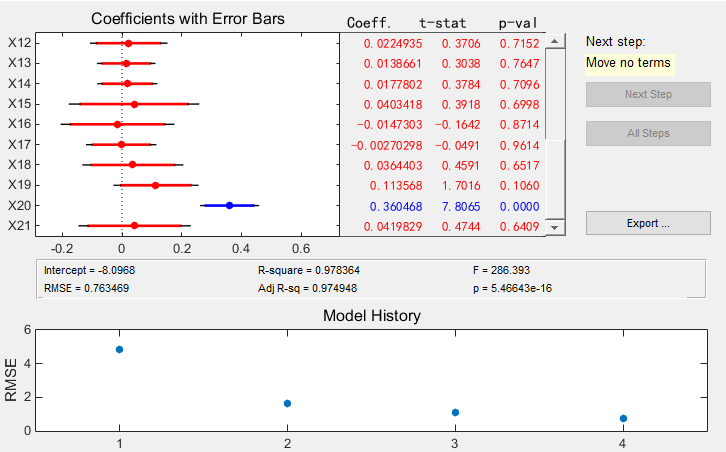 Coefficients with Error Bars Coeff. t-stat p-val
X12 0.0224935 0.3706 0.7152
X13 0.0138661 0.3038 0.7647
X14 0.0177802 0.3784 0.7096
X15 0.0403418 0.3918 0.6998
X16 -0.0147303 -0.1642 0.8714
X17 -0.00270298 -0.0491 0.9614
X18 0.0364403 0.4591 0.6517
X19 0.113568 1.7016 0.1060
X20 0.360468 7.8065 0.0000
X21 0.0419829 0.4744 0.6409
-0.2 0 0.2 0.4 0.6
Next step:
Move no terms
Next Step
All Steps
Export ...
Intercept = -8.0968 R-square = 0.978364 F = 286.393
RMSE = 0.763469 Adj R-sq = 0.974948 p = 5.46643e-16
Model History
RMSE
6
4
2
0
1 2 3 4